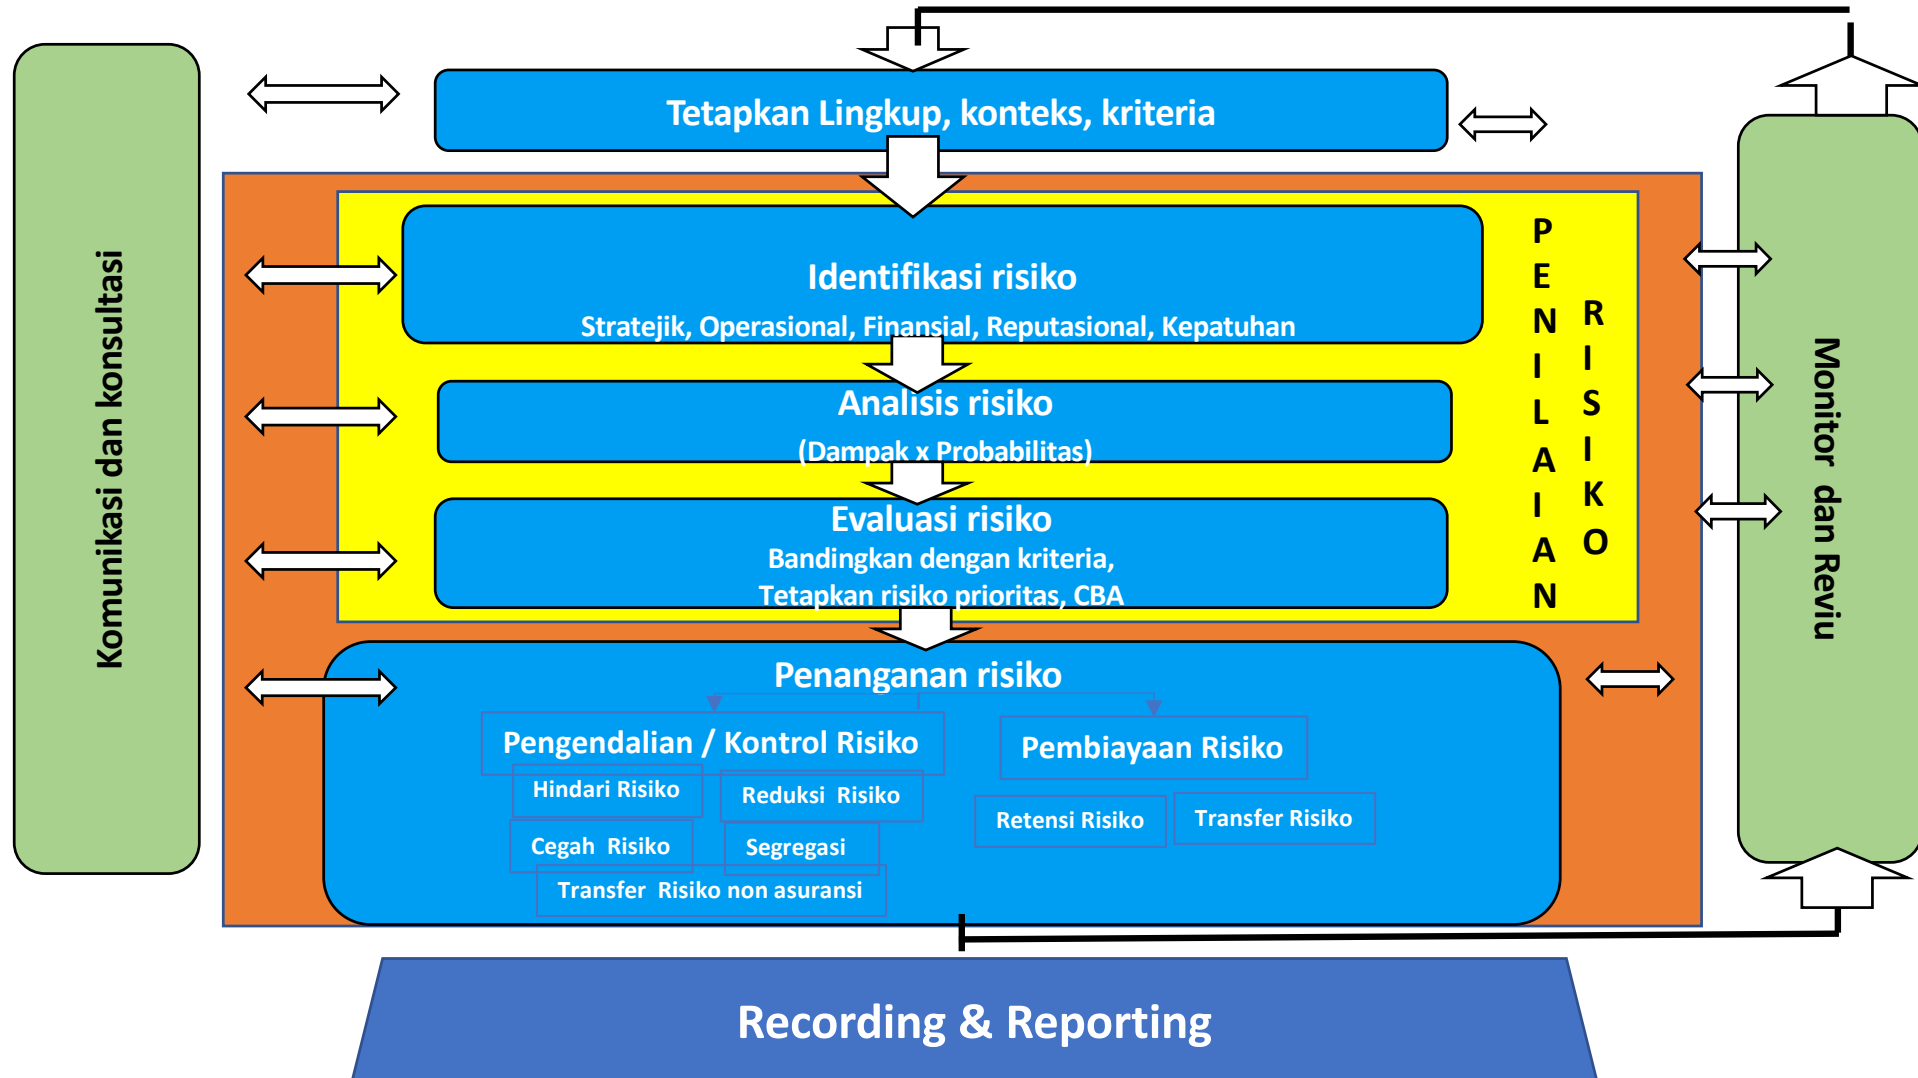 Tetapkan Lingkup, konteks, kriteria
Komunikasi dan konsultasi
Identifikasi risiko
Stratejik, Operasional, Finansial, Reputasional, Kepatuhan
Analisis risiko
(Dampak x Probabilitas)
Evaluasi risiko
Bandingkan dengan kriteria,
Tetapkan risiko prioritas, CBA
PENILAIAN
RISIKO
Monitor dan Reviu
Penanganan risiko
Pengendalian / Kontrol Risiko
Hindari Risiko
Reduksi Risiko
Cegah Risiko
Segregasi
Transfer Risiko non asuransi
Pembiayaan Risiko
Retensi Risiko
Transfer Risiko
Recording & Reporting